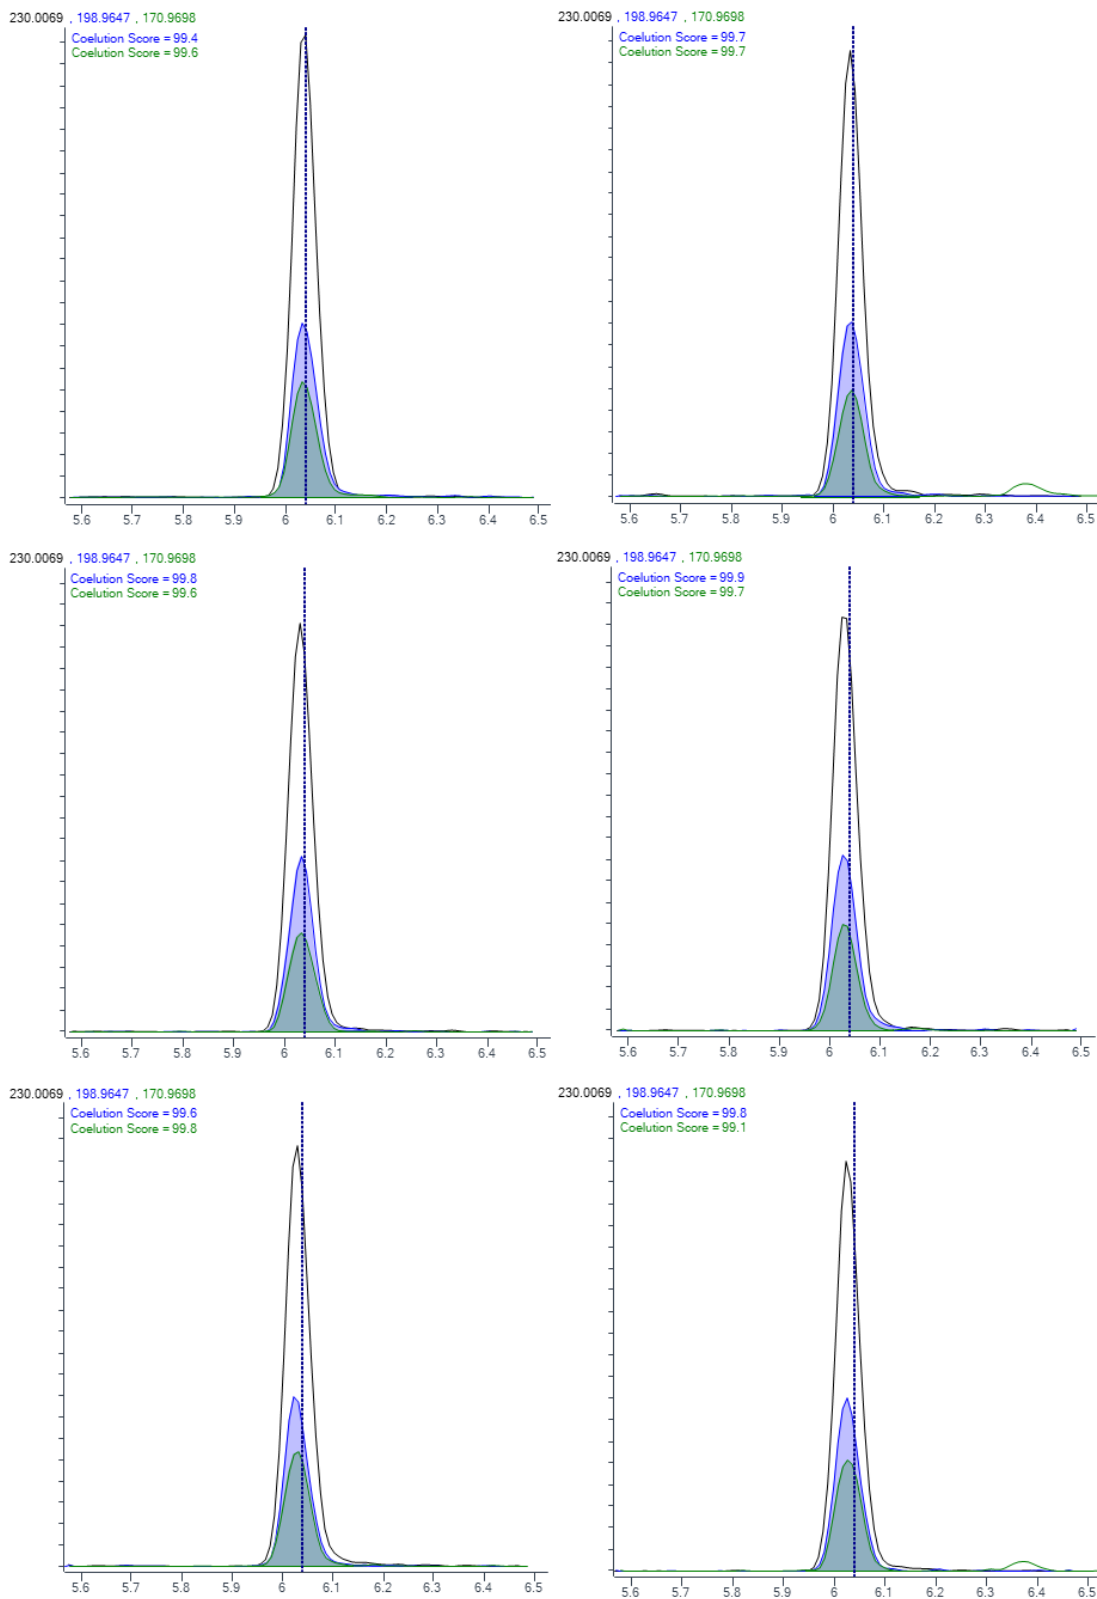 230.0069 , 198.9647 , 170.9698
Coelution Score = 99.4
Coelution Score = 99.6
5.6 5.7 5.8 5.9 6 6.1 6.2 6.3 6.4 6.5
230.0069 , 198.9647 , 170.9698
Coelution Score = 99.7
Coelution Score = 99.7
5.6 5.7 5.8 5.9 6 6.1 6.2 6.3 6.4 6.5
230.0069 , 198.9647 , 170.9698
Coelution Score = 99.8
Coelution Score = 99.6
5.6 5.7 5.8 5.9 6 6.1 6.2 6.3 6.4 6.5
230.0069 , 198.9647 , 170.9698
Coelution Score = 99.9
Coelution Score = 99.7
5.6 5.7 5.8 5.9 6 6.1 6.2 6.3 6.4 6.5
230.0069 , 198.9647 , 170.9698
Coelution Score = 99.6
Coelution Score = 99.8
5.6 5.7 5.8 5.9 6 6.1 6.2 6.3 6.4 6.5
230.0069 , 198.9647 , 170.9698
Coelution Score = 99.8
Coelution Score = 99.1
5.6 5.7 5.8 5.9 6 6.1 6.2 6.3 6.4 6.5